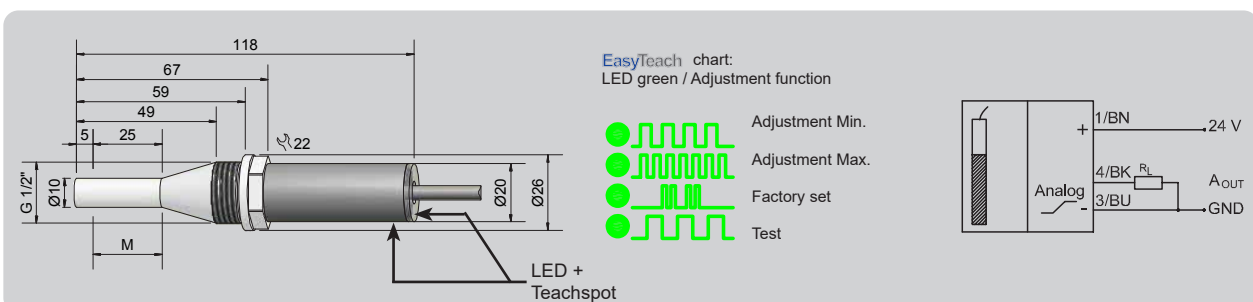 118
67
59
49
5 25
22
G 1/2"
Ø10
Ø20
Ø26
M
LED +
Teachspot
EasyTeach chart:
LED green / Adjustment function
Adjustment Min.
Adjustment Max.
Factory set
Test
+
1/BN
24 V
4/BK
RL
AOUT
Analog
-
3/BU
GND